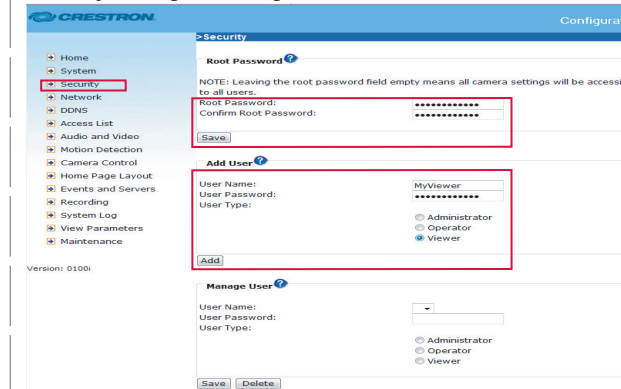 CRESTRON
Configura
>Security
Home
System
Security
Network
DDNS
Access List
Audio and Video
Motion Detection
Camera Control
Home Page Layout
Events and Servers
Recording
System Log
View Parameters
Maintenance
Version: 0100i
Root Password
NOTE: Leaving the root password field empty means all camera settings will be accessi
to all users.
Root Password: ••••••••••••
Confirm Root Password: ••••••••••••
Save
Add User
User Name: MyViewer
User Password: ••••••••••••
User Type:
Administrator
Operator
Viewer
Add
Manage User
User Name:
User Password:
User Type:
Administrator
Operator
Viewer
Save Delete